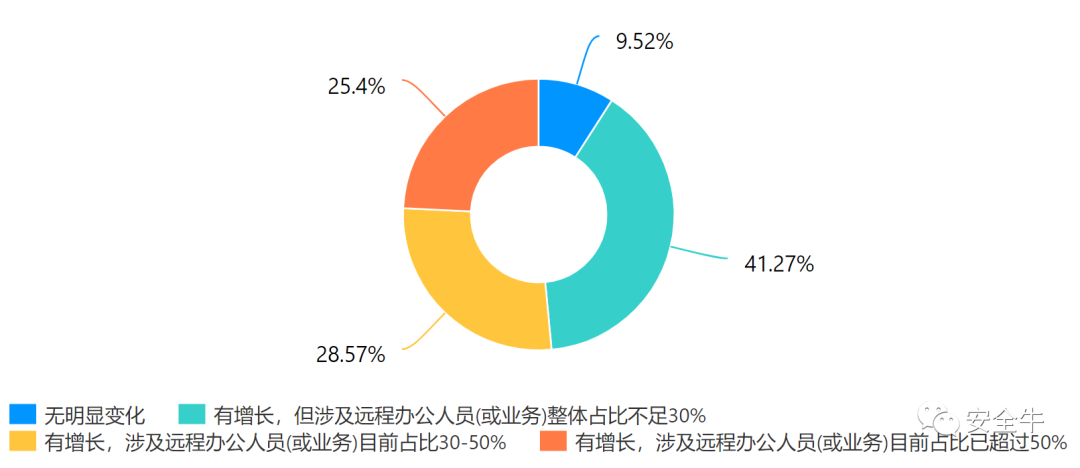 9.52%
25.4%
41.27%
28.57%
无明显变化 有增长，但涉及远程办公人员(或业务)整体占比不足30%
有增长，涉及远程办公人员(或业务)目前占比30-50% 有增长，涉及远程办公人员(或业务)目前占比已超过50%
安全牛